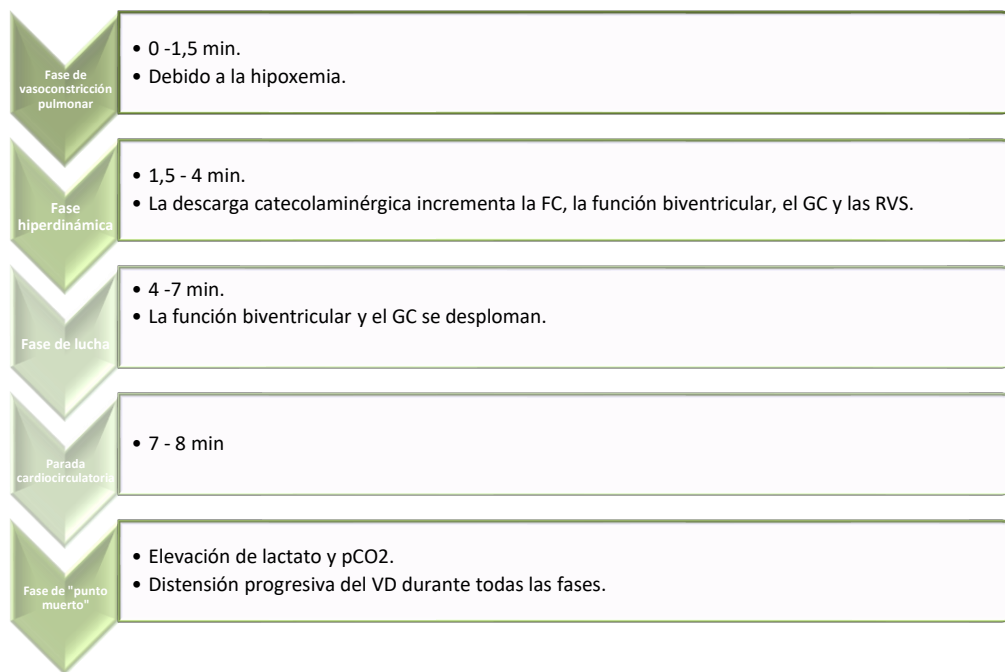 Fase de
vasoconstricción
pulmonar
• 0 -1,5 min.
• Debido a la hipoxemia.
Fase
hiperdinámica
• 1,5 - 4 min.
• La descarga catecolaminérgica incrementa la FC, la función biventricular, el GC y las RVS.
Fase de lucha
• 4 -7 min.
• La función biventricular y el GC se desploman.
Parada
cardiocirculatoria
• 7 - 8 min
Fase de "punto
muerto"
• Elevación de lactato y pCO2.
• Distensión progresiva del VD durante todas las fases.